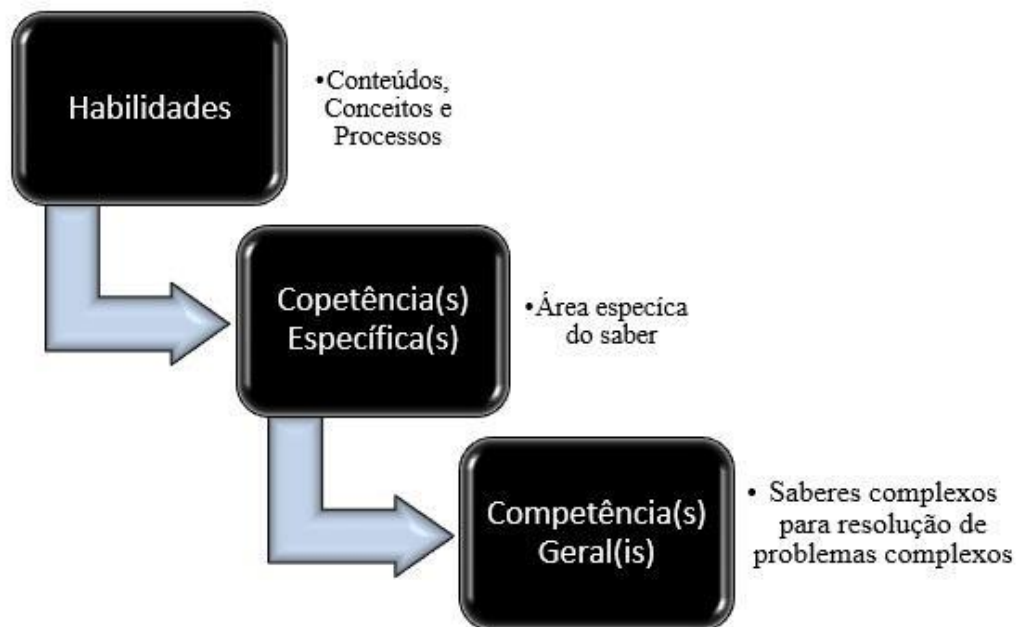 Habilidades
•Conteúdos,
Conceitos e
Processos
Copetência(s)
Específica(s)
•Área especíca
do saber
Competência(s)
Geral(is)
• Saberes complexos
para resolução de
problemas complexos